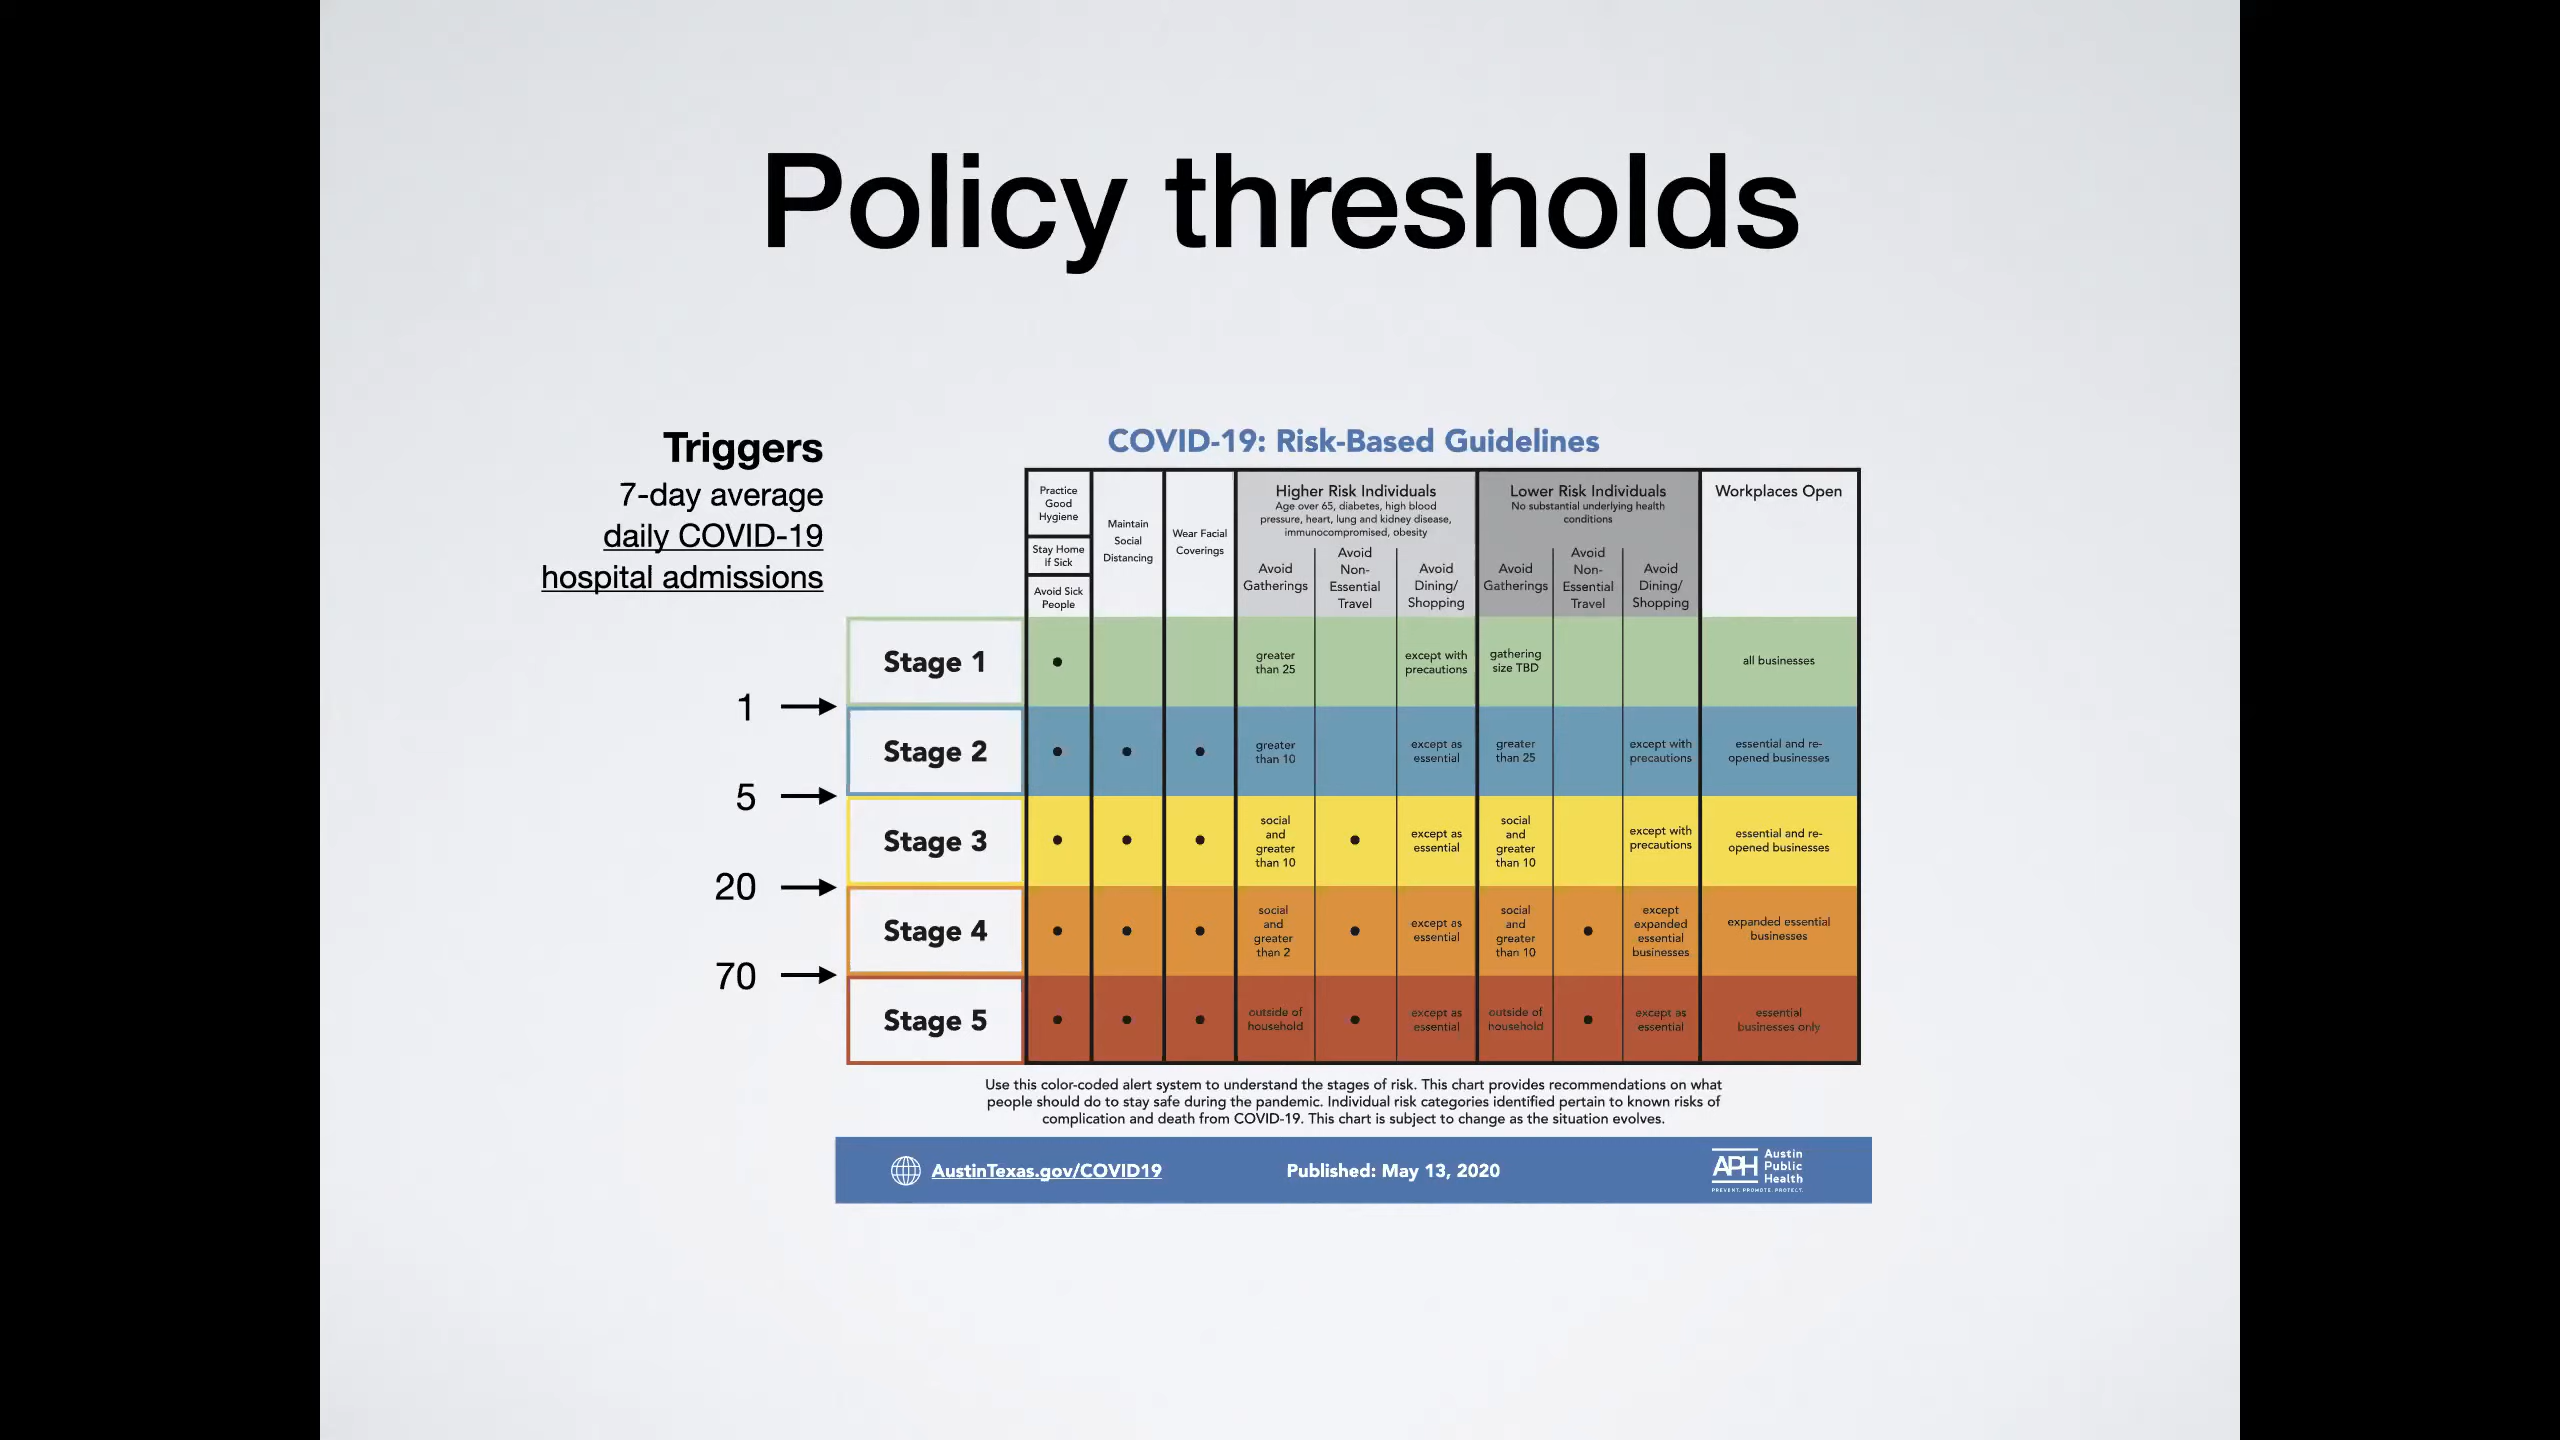 Policy thresholds
Triggers
7-day average
daily COVID-19
hospital admissions
COVID-19: Risk-Based Guidelines
Practice
Good
Hygiene
Stay Home
If Sick
Avoid Sick
People
Maintain
Social
Distancing
Wear Facial
Coverings
Higher Risk Individuals
Age over 65, diabetes, high blood
pressure, heart, lung and kidney disease,
immunocompromised, obesity
Avoid
Gatherings
Avoid
Non-
Essential
Travel
Avoid
Dining/
Shopping
Lower Risk Individuals
No substantial underlying health
conditions
Avoid
Gatherings
Avoid
Non-
Essential
Travel
Avoid
Dining/
Shopping
Workplaces Open
Stage 1
•
greater
than 25
except with
precautions
gathering
size TBD
all businesses
1
Stage 2
• • •
greater
than 10
except as
essential
greater
than 25
except with
precautions
essential and re-
opened businesses
5
Stage 3
• • •
social
and
greater
than 10
•
except as
essential
social
and
greater
than 10
except with
precautions
essential and re-
opened businesses
20
Stage 4
• • •
social
and
greater
than 2
•
except as
essential
social
and
greater
than 10
•
except
expanded
essential
businesses
expanded essential
businesses
70
Stage 5
• • •
outside of
household
•
except as
essential
outside of
household
•
except as
essential
essential
businesses only
Use this color-coded alert system to understand the stages of risk. This chart provides recommendations on what
people should do to stay safe during the pandemic. Individual risk categories identified pertain to known risks of
complication and death from COVID-19. This chart is subject to change as the situation evolves.
AustinTexas.gov/COVID19
Published: May 13, 2020
APH
Austin
Public
Health
PREVENT. PROMOTE. PROTECT.